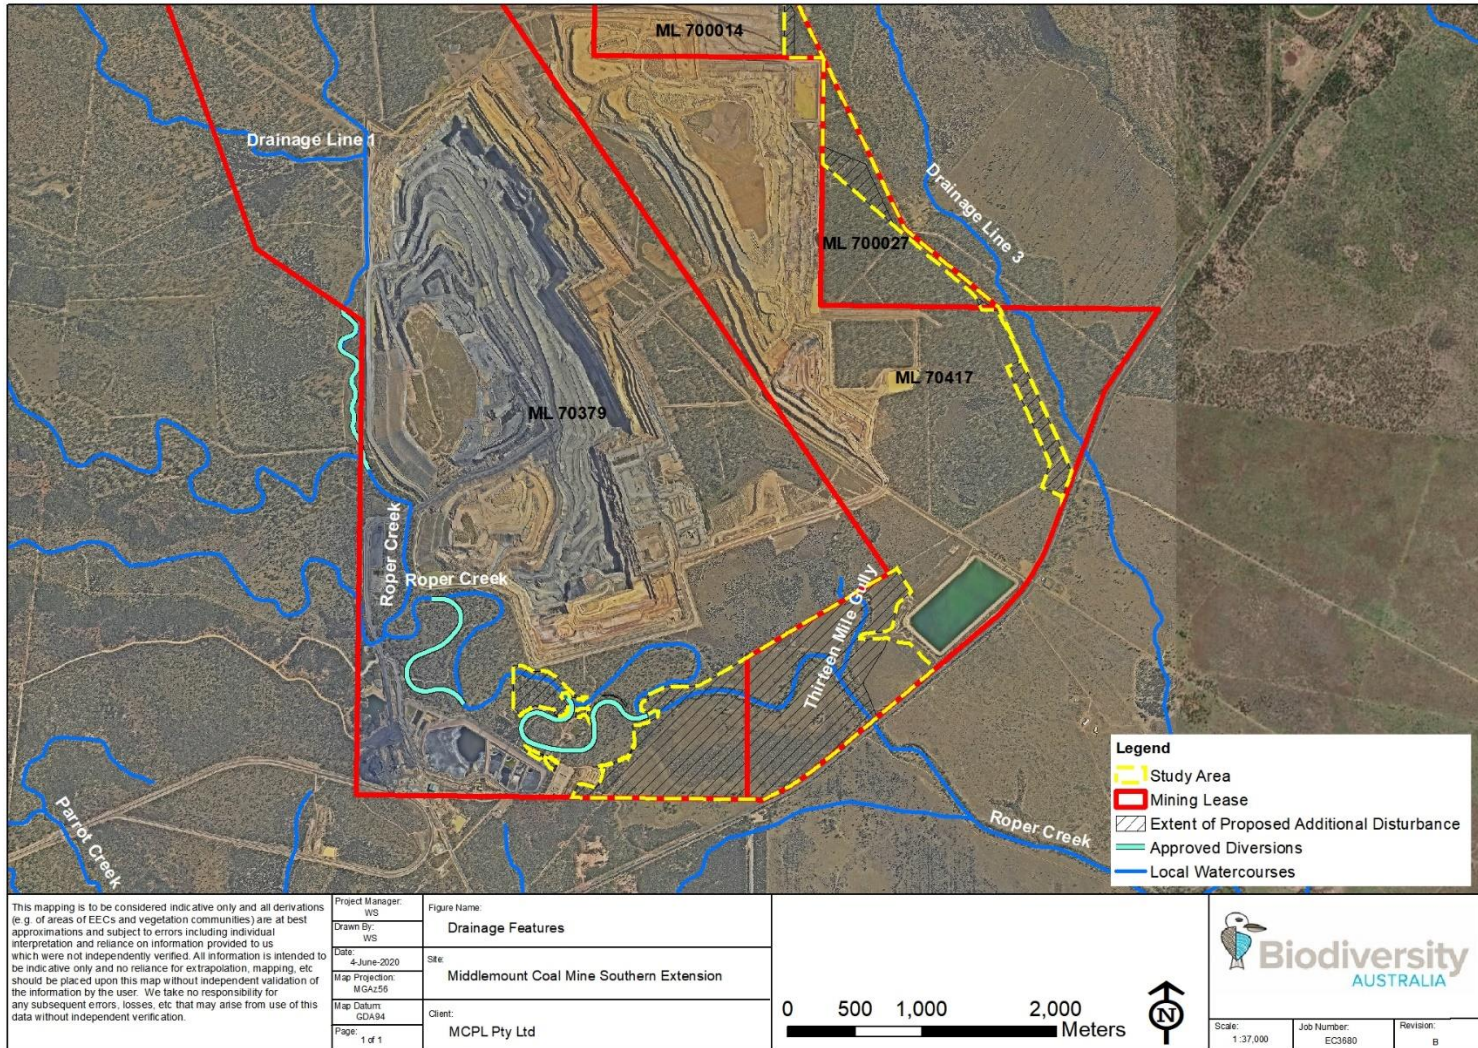 ML 700014
Drainage Line 1
Drainage Line 3
ML 700027
ML 70417
ML 70379
Roper Creek
Roper Creek
Thirteen Mile Gully
Parrot Creek
Roper Creek
Legend
Study Area
Mining Lease
Extent of Proposed Additional Disturbance
Approved Diversions
Local Watercourses
This mapping is to be considered indicative only and all derivations
(e.g. of areas of EECs and vegetation communities) are at best
approximations and subject to errors including individual
interpretation and reliance on information provided to us
which were not independently verified. All information is intended to
be indicative only and no reliance for extrapolation, mapping, etc
should be placed upon this map without independent validation of
the information by the user. We take no responsibility for
any subsequent errors, losses, etc that may arise from use of this
data without independent verification.
Project Manager:
WS
Drawn By:
WS
Date:
4-June-2020
Map Projection:
MGAz56
Map Datum:
GDA94
Page:
1 of 1
Figure Name:
Drainage Features
Site:
Middlemount Coal Mine Southern Extension
Client:
MCPL Pty Ltd
0 500 1,000 2,000
Meters
N
Biodiversity
AUSTRALIA
Scale:
1:37,000
Job Number:
EC3680
Revision:
B